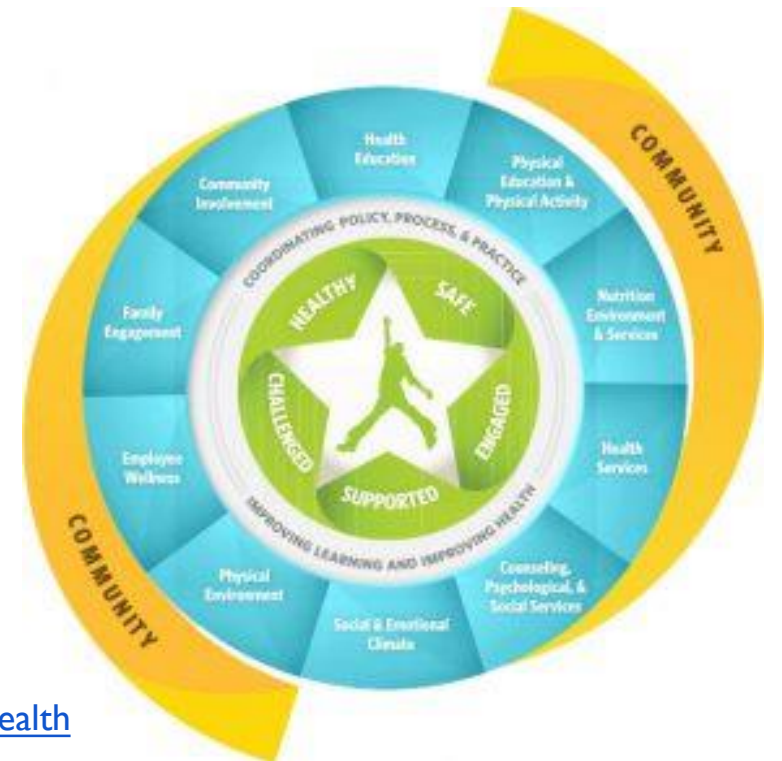 COMMUNITY
Health
Education
Physical
Education &
Physical Activity
Nutrition
Environment
& Services
Health
Services
Counseling,
Psychological, &
Social Services
Social & Emotional
Climate
Physical
Environment
Employee
Wellness
Family
Engagement
Community
Involvement
COORDINATING POLICY, PROCESS, & PRACTICE
IMPROVING LEARNING AND IMPROVING HEALTH
HEALTHY
SAFE
ENGAGED
SUPPORTED
CHALLENGED
COMMUNITY
ealth